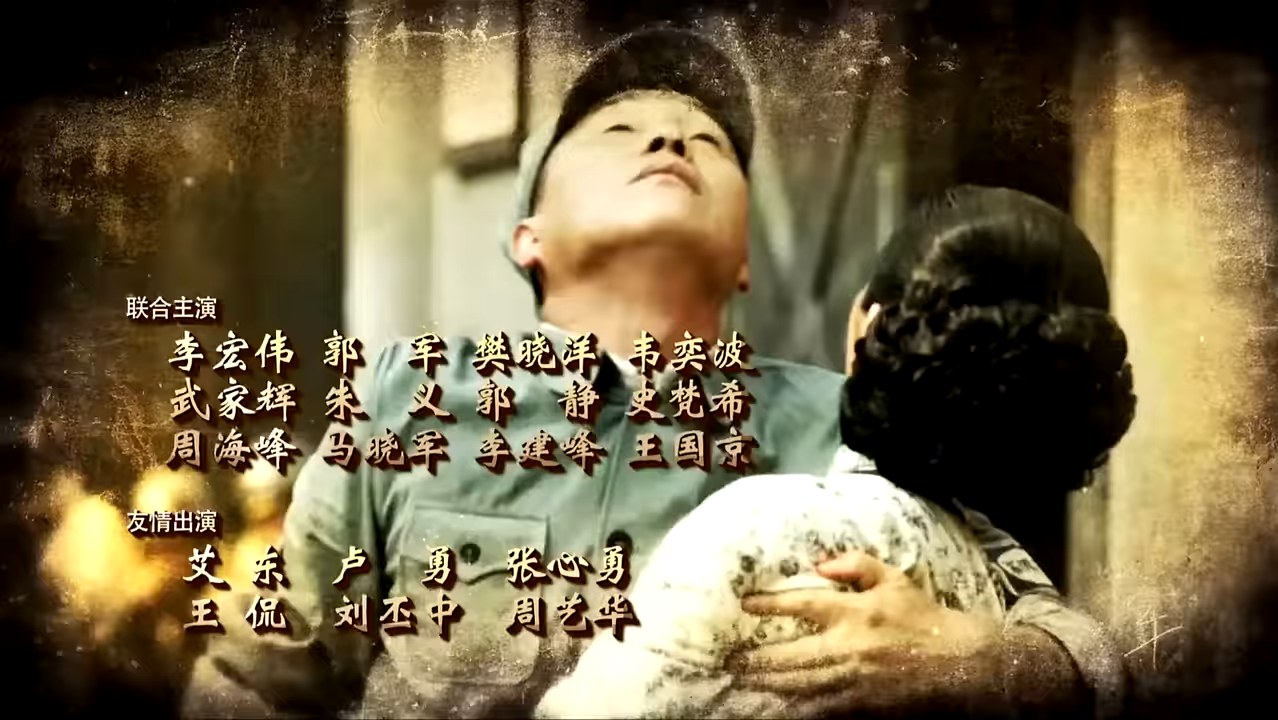 联合主演
李宏伟 郭军 樊晓洋 韦奕波
武家辉 朱义 郭静 史梵希
周海峰 马晓军 李建峰 王国京
友情出演
艾东 卢勇 张心勇
王侃 刘丕中 周艺华